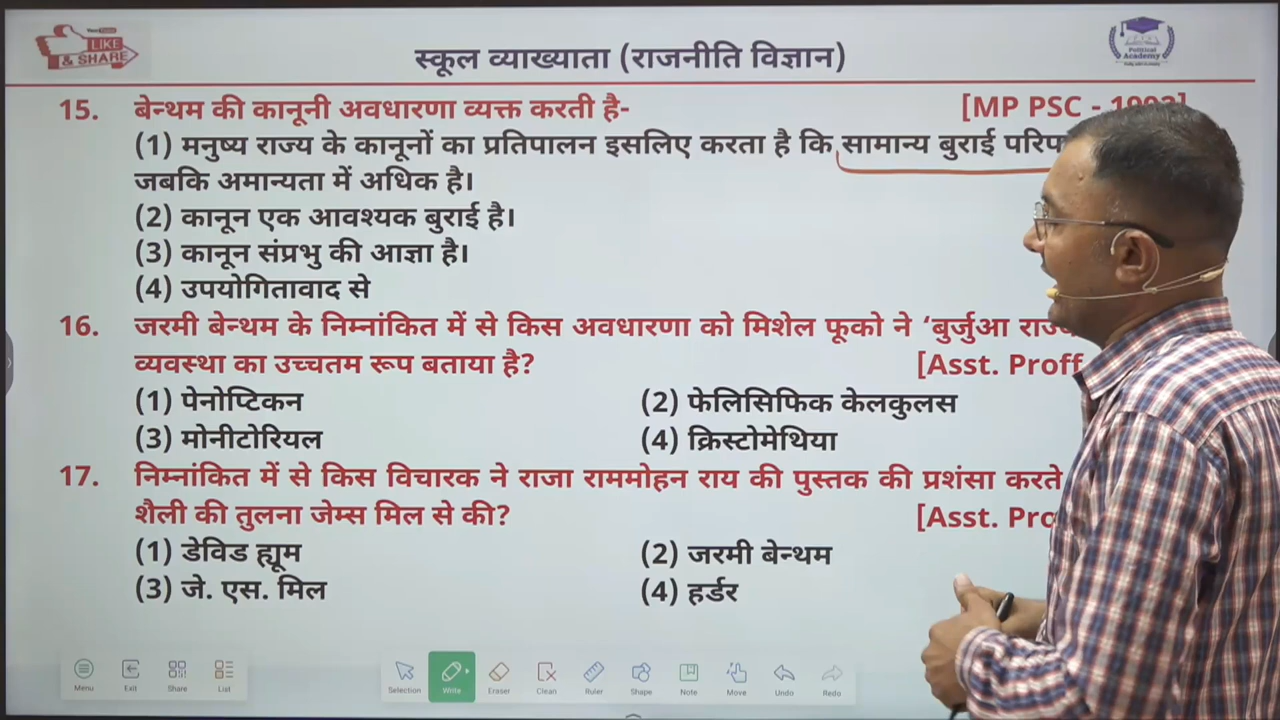 LIKE
& SHARE
स्कूल व्याख्याता (राजनीति विज्ञान)
Political
Academy
15. बेन्थम की कानूनी अवधारणा व्यक्त करती है- [MP PSC -
(1) मनुष्य राज्य के कानूनों का प्रतिपालन इसलिए करता है कि सामान्य बुराई
जबकि अमान्यता में अधिक है।
(2) कानून एक आवश्यक बुराई है।
(3) कानून संप्रभु की आज्ञा है।
(4) उपयोगितावाद से
16. जरमी बेन्थम के निम्नांकित में से किस अवधारणा को मिशेल फूको ने ‘बुर्जुआ
व्यवस्था का उच्चतम रूप बताया है? [Asst. Proff
(1) पेनोप्टिकन (2) फेलिसिफिक केलकुलस
(3) मोनीटोरियल (4) क्रिस्टोमेथिया
17. निम्नांकित में से किस विचारक ने राजा राममोहन राय की पुस्तक की प्रशंसा करते
शैली की तुलना जेम्स मिल से की? [Asst.
(1) डेविड ह्यूम (2) जरमी बेन्थम
(3) जे. एस. मिल (4) हर्डर
Menu Exit Share List Selection Write Eraser Clean Ruler Shape Note Move Undo Redo